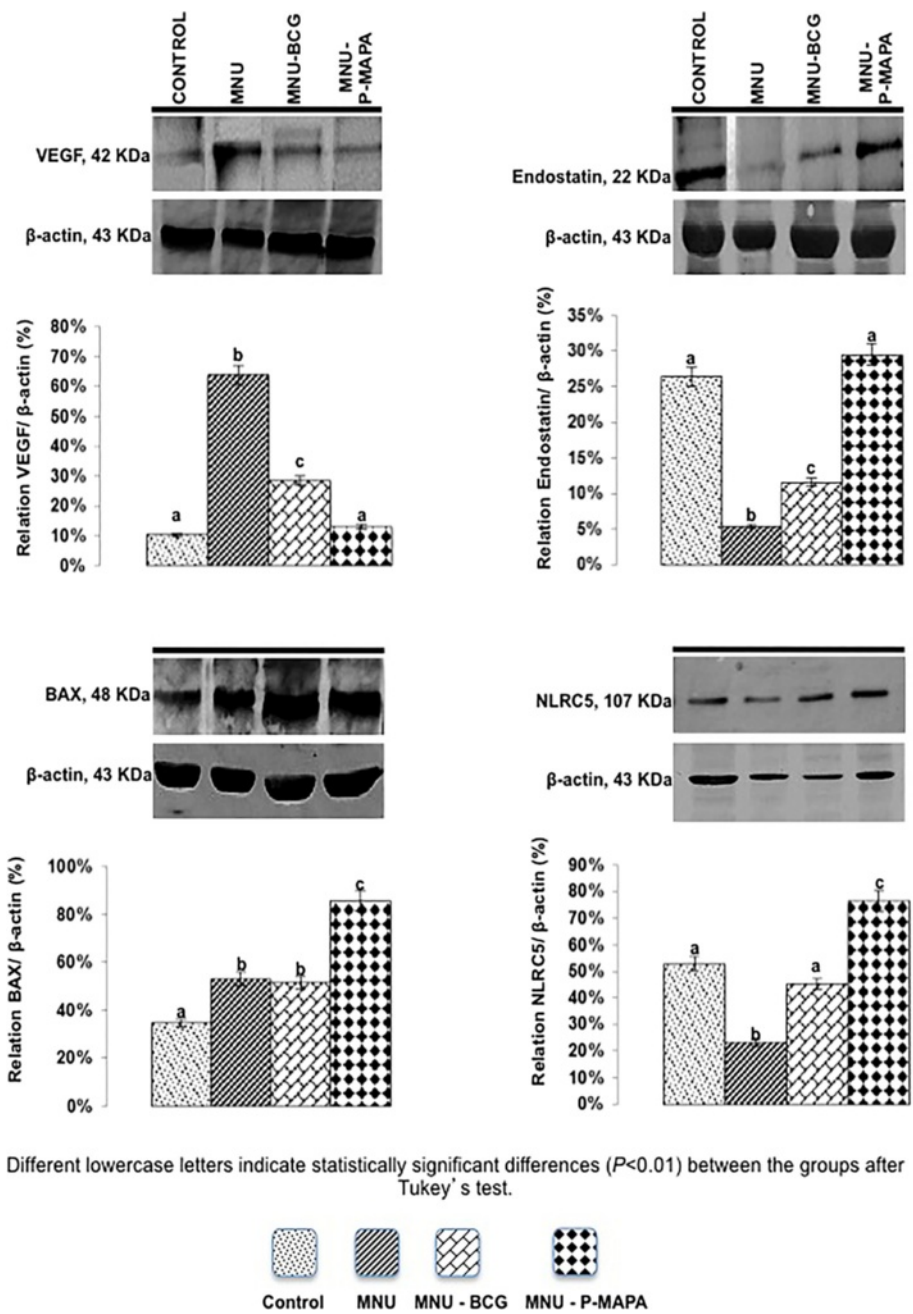 CONTROL
MNU
MNU-BCG
MNU-
P-MAPA
VEGF, 42 KDa
β-actin, 43 KDa
CONTROL
MNU
MNU-BCG
MNU-
P-MAPA
Endostatin, 22 KDa
β-actin, 43 KDa
Relation VEGF/ β-actin (%)
80%
70%
60%
50%
40%
30%
20%
10%
0%
a
b
c
a
Relation Endostatin/ β-actin (%)
35%
30%
25%
20%
15%
10%
5%
0%
a
b
c
a
BAX, 48 KDa
β-actin, 43 KDa
NLRC5, 107 KDa
β-actin, 43 KDa
Relation BAX/ β-actin (%)
100%
80%
60%
40%
20%
0%
a
b
b
c
Relation NLRC5/ β-actin (%)
90%
80%
70%
60%
50%
40%
30%
20%
10%
0%
a
b
a
c
Different lowercase letters indicate statistically significant differences (P<0.01) between the groups after
Tukey's test.
Control
MNU
MNU - BCG
MNU - P-MAPA